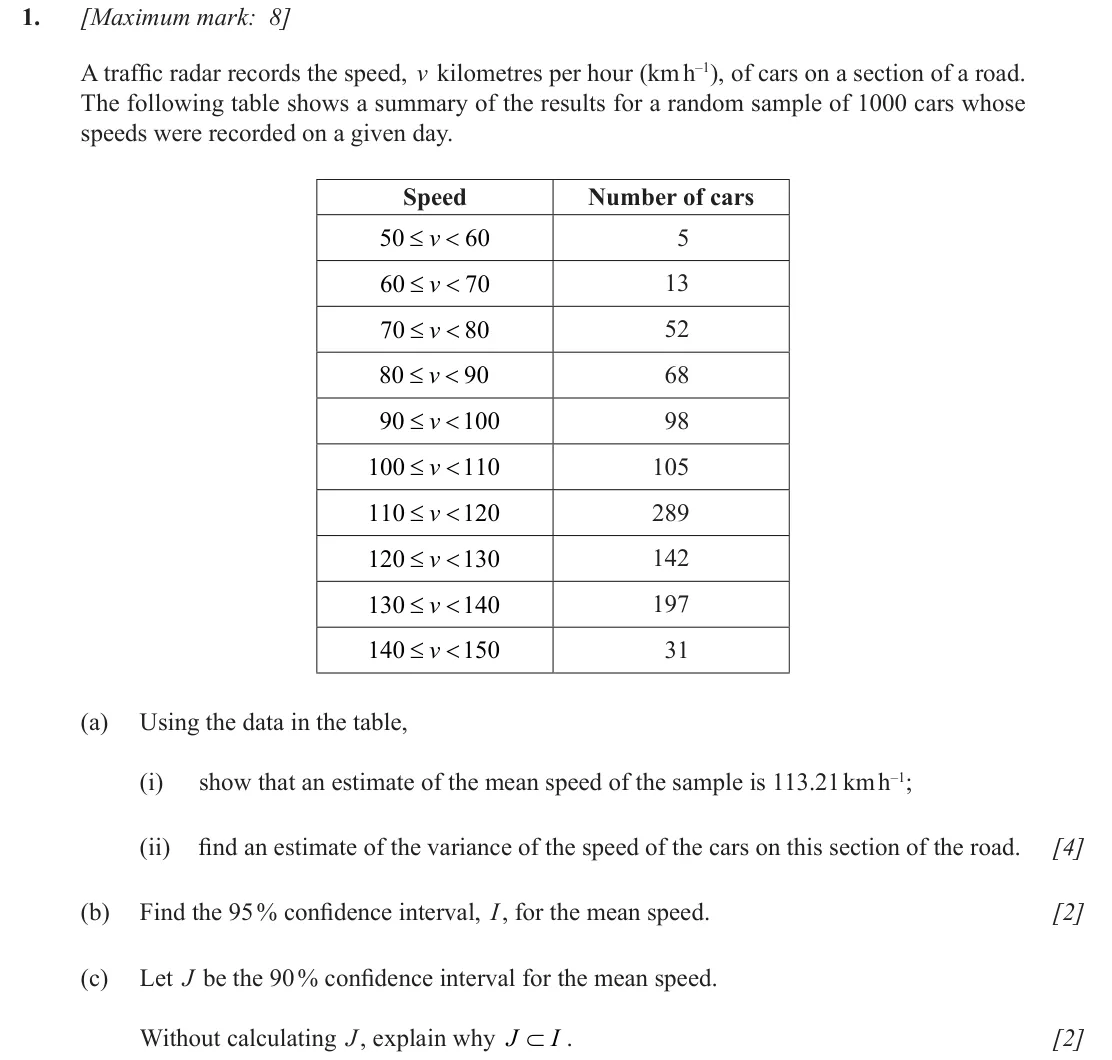 1. [Maximum mark: 8]
A traffic radar records the speed, v kilometres per hour (km h⁻¹), of cars on a section of a road.
The following table shows a summary of the results for a random sample of 1000 cars whose
speeds were recorded on a given day.
Speed Number of cars
50 ≤ v < 60 5
60 ≤ v < 70 13
70 ≤ v < 80 52
80 ≤ v < 90 68
90 ≤ v < 100 98
100 ≤ v < 110 105
110 ≤ v < 120 289
120 ≤ v < 130 142
130 ≤ v < 140 197
140 ≤ v < 150 31
(a) Using the data in the table,
(i) show that an estimate of the mean speed of the sample is 113.21 km h⁻¹;
(ii) find an estimate of the variance of the speed of the cars on this section of the road. [4]
(b) Find the 95 % confidence interval, I, for the mean speed. [2]
(c) Let J be the 90 % confidence interval for the mean speed.
Without calculating J, explain why J ⊂ I. [2]